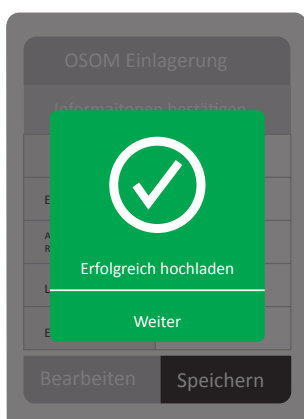 OSOM Einlagerung
Informaitonen bestätigen
E
A
R
L
E
Erfolgreich hochladen
Weiter
Bearbeiten
Speichern